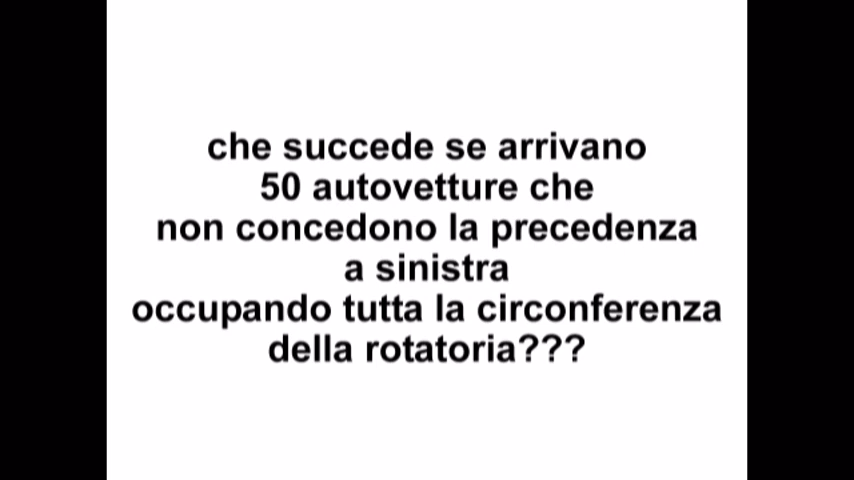 che succede se arrivano
50 autovetture che
non concedono la precedenza
a sinistra
occupando tutta la circonferenza
della rotatoria???